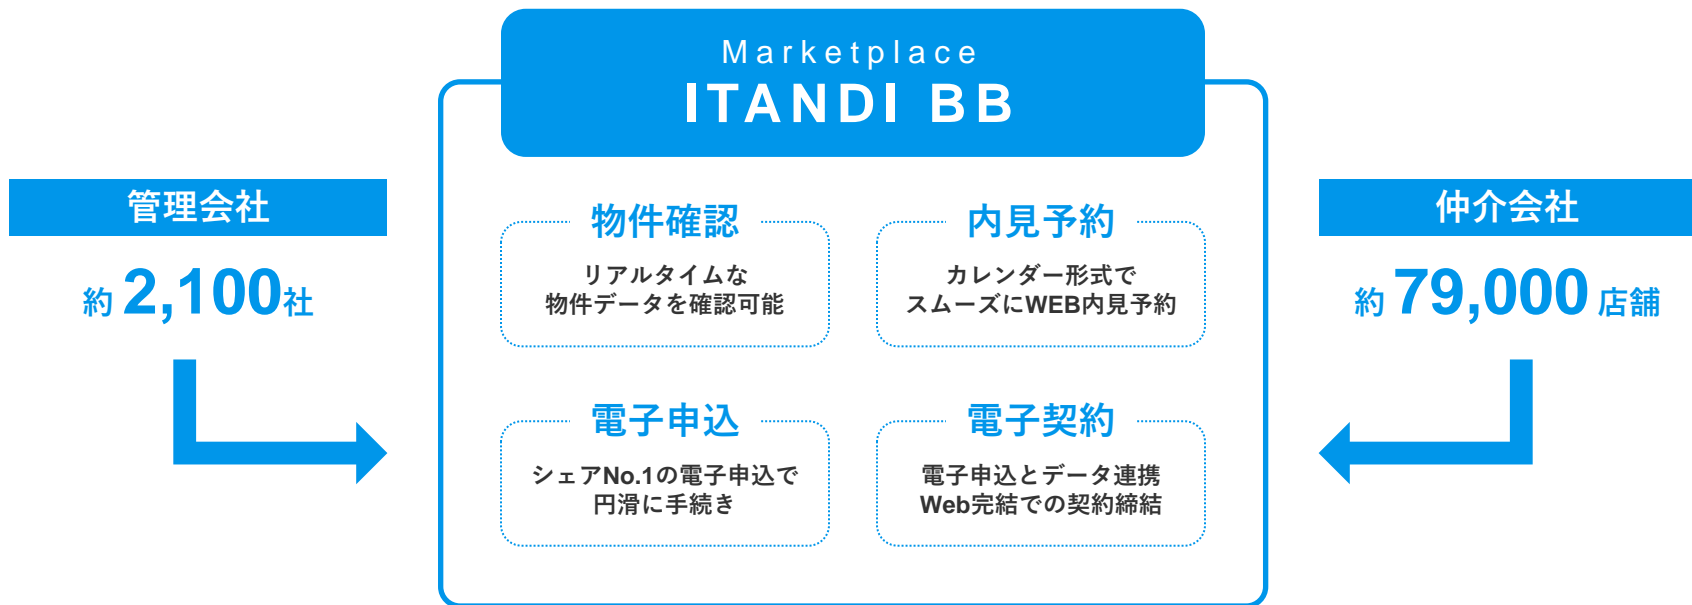 Marketplace
ITANDI BB
管理会社
約 2,100社
物件確認
リアルタイムな
物件データを確認可能
内見予約
カレンダー形式で
スムーズにWEB内見予約
電子申込
シェアNo.1の電子申込で
円滑に手続き
電子契約
電子申込とデータ連携
Web完結での契約締結
仲介会社
約 79,000 店舗